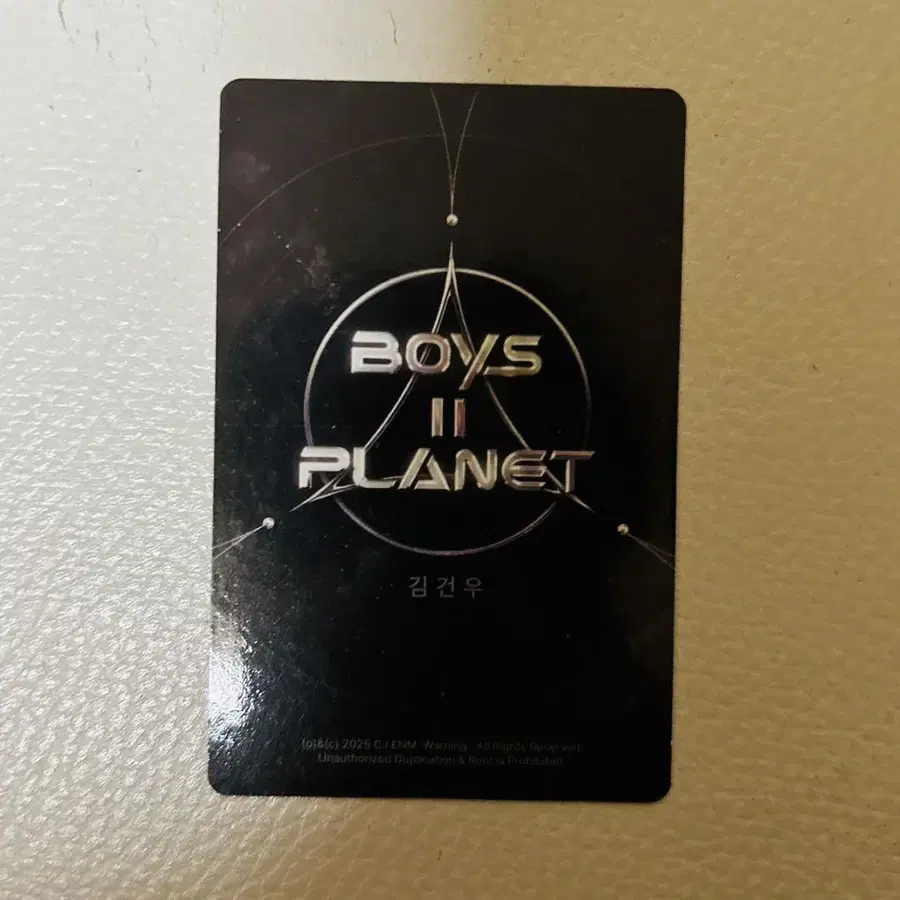 BOYS
II
PLANET
김건우
(p)&(c) 2025 CJ ENM. Warning : All Rights Reserved.
Unauthorized Duplication & Rent is Prohibited.